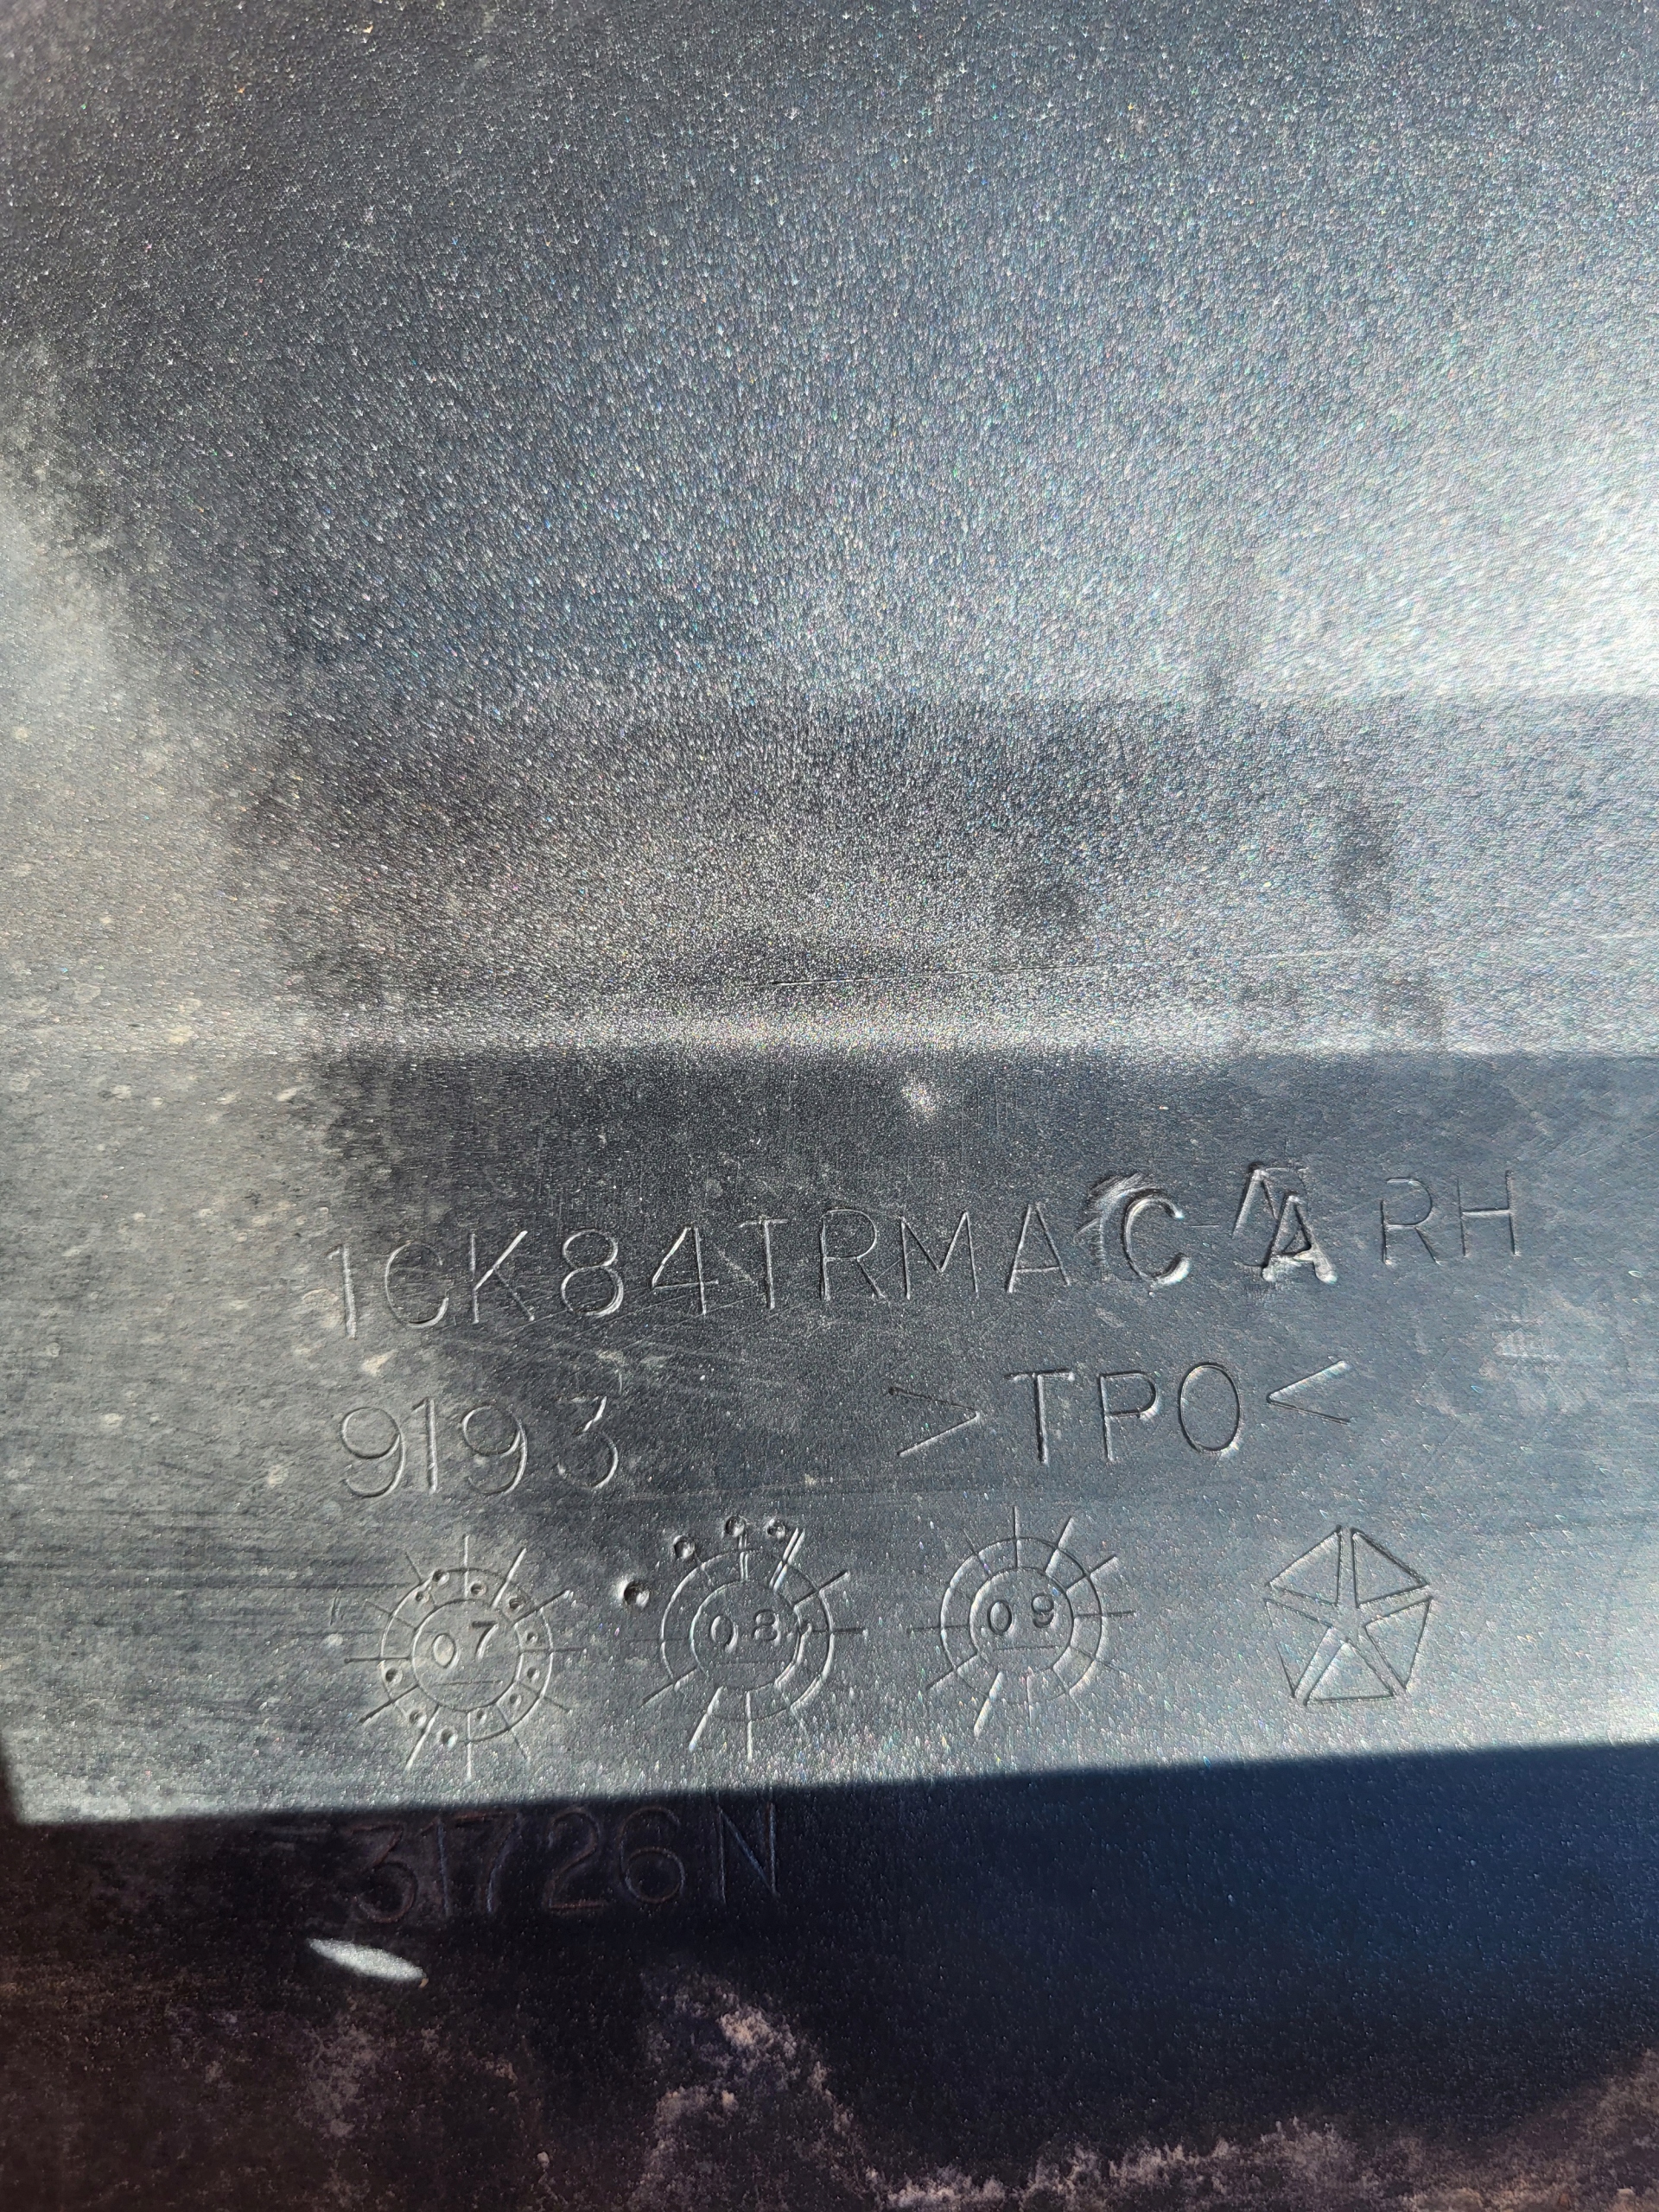 1CK84TRMAC-A RH
9193 >TPO<
07 08 09
31726N